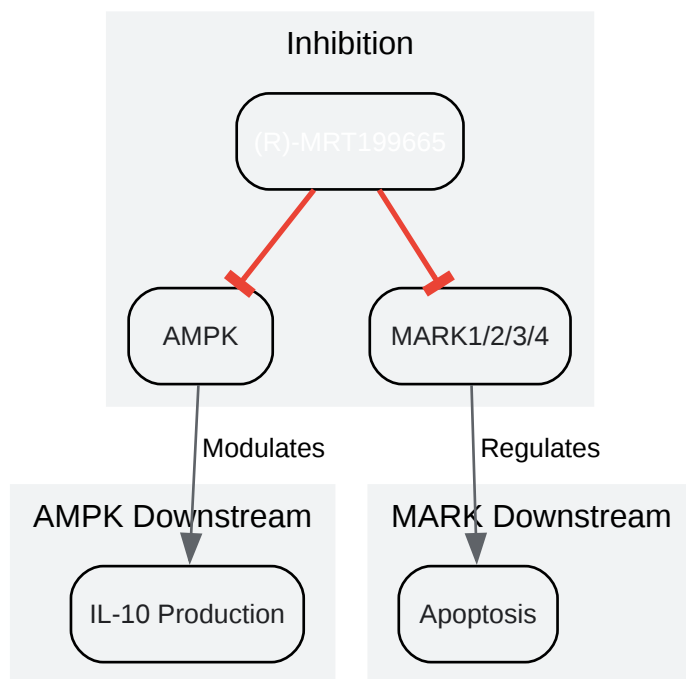 Inhibition
(R)-MRT199665
AMPK
MARK1/2/3/4
Modulates
Regulates
AMPK Downstream
MARK Downstream
IL-10 Production
Apoptosis